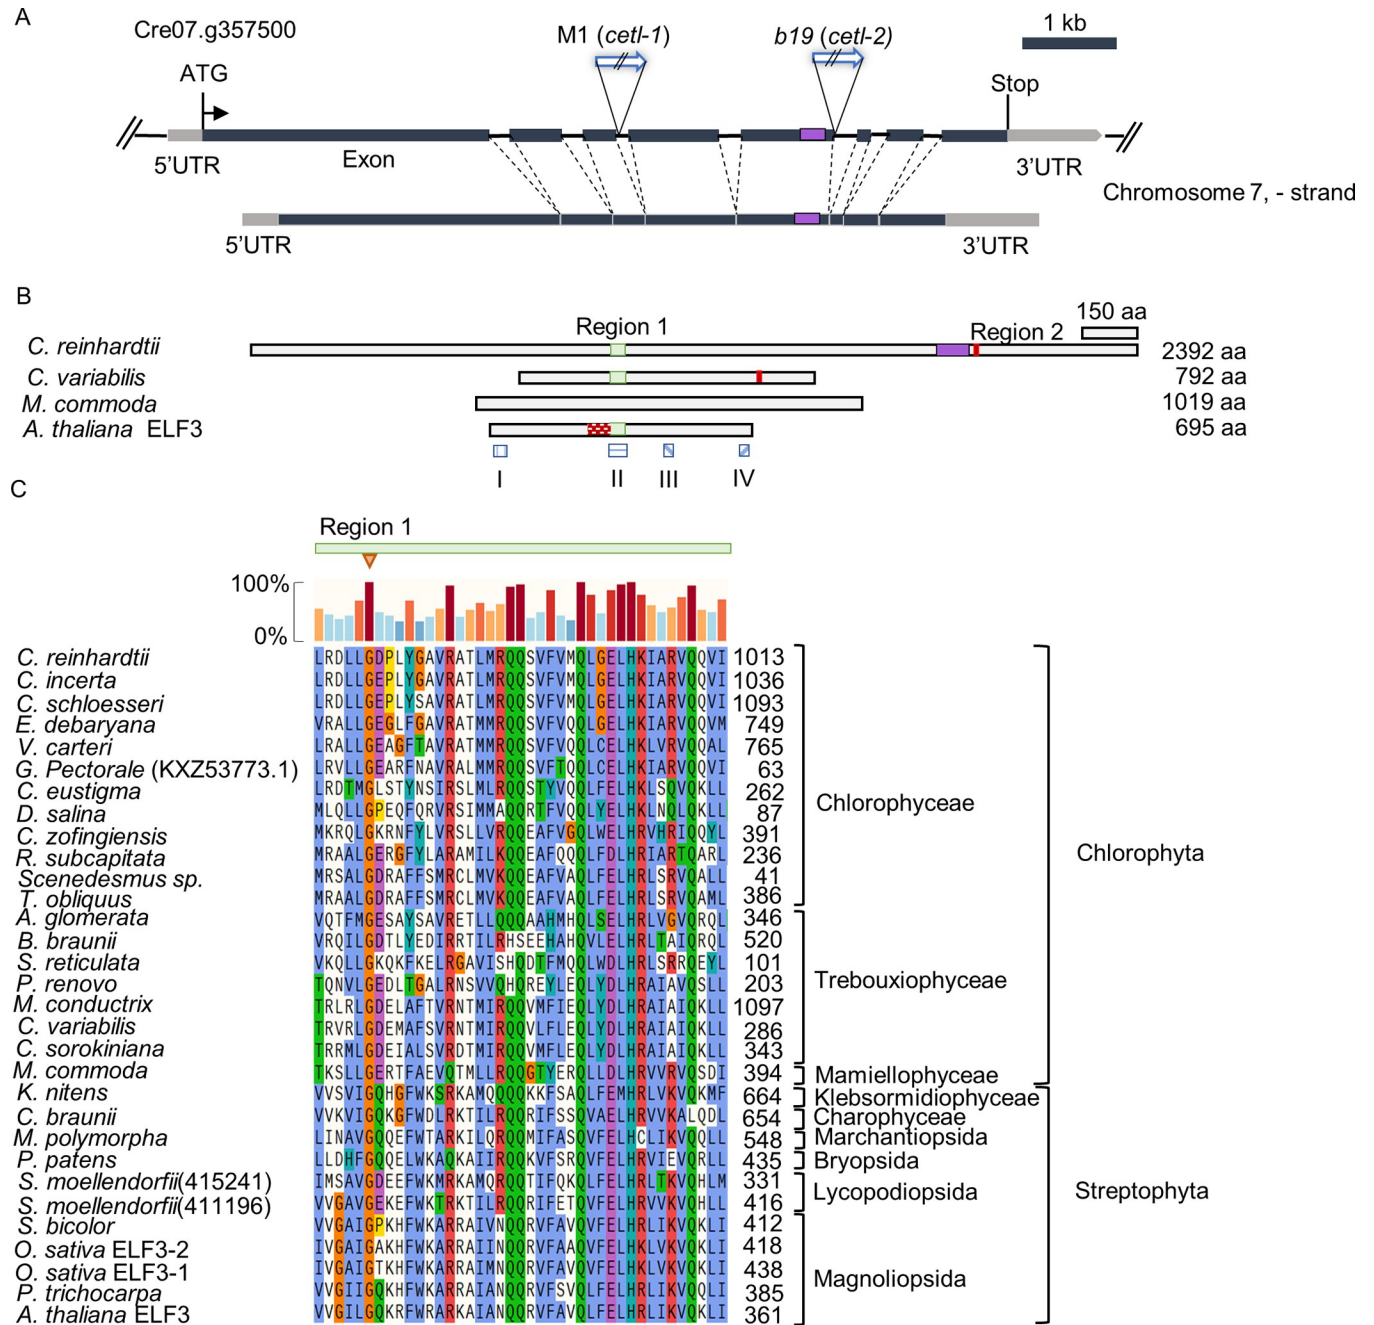 A
Cre07.g357500
M1 (cetl-1)
b19 (cetl-2)
1 kb
ATG
Stop
5'UTR
Exon
3'UTR
Chromosome 7, - strand
5'UTR
3'UTR
B
150 aa
Region 1
Region 2
C. reinhardtii 2392 aa
C. variabilis 792 aa
M. commoda 1019 aa
A. thaliana ELF3 695 aa
I II III IV
C
Region 1
100%
0%
C. reinhardtii LRDLLGDPLYGAVRATLMRQQSVFVMQLGELHKIARVQQVI 1013
C. incerta LRDLLGEPLYGAVRATLMRQQSVFVMQLGELHKIARVQQVI 1036
C. schloesseri LRDLLGEPLYSAVRATLMRQQSVFVMQLGELHKIARVQQVI 1093
E. debaryana VRALLGEGLFGAVRATMMRQQSVFVQQLGELHKIARVQQVM 749
V. carteri LRALLGEAGFTAVRATMMRQQSVFVQQLCELHKLVRVQQAL 765
G. Pectorale (KXZ53773.1) LRVLLGEARFNAVRALMMRQQSVFTQQLCELHKIARVQQVI 63
C. eustigma LRDTMGLSTYNSIRSLMLRQQSTYVQQLFELHKLSQVQKLL 262
D. salina MLQLLGPEQFQRVRSIMMAQQRTFVQQLYELHKLNQLQKLL 87
C. zofingiensis MKRQLGKRNFYLVRSLLVRQQEAFVGQLWELHRVHRIQQYL 391
R. subcapitata MRAALGERGFYLARAMILKQQEAFQQQLFDLHRIARTQARL 236
Scenedesmus sp. MRSALGDRAFFSMRCLMVKQQEAFVAQLFELHRLSRVQALL 41
T. obliquus MRAALGDRAFFSMRCLMVKQQEAFVAQLFELHRLSRVQAML 386
A. glomerata VQTFMGESAYSAVRETLLQQQAAHMHQLSELHRLVGVQRQL 346
B. braunii VRQILGDTLYEDIRRTILRHSEEHAHQVLELHRLTAIQRQL 520
S. reticulata VKQLLGKQKFKELRGAVISHQDTFMQQLWDLHRLSRRQEYL 101
P. renovo TQNVLGEDLTGALRNSVVQHQREYLEQLYDLHRAIAVQSLL 203
M. conductrix TRLRLGDELAFTVRNTMIRQQVMFIEQLYDLHRAIAIQKLL 1097
C. variabilis TRVRLGDEMAFSVRNTMIRQQVLFLEQLYDLHRAIAIQKLL 286
C. sorokiniana TRRMLGDEIALSVRDTMIRQQVMFLEQLYDLHRAIAIQKLL 343
M. commoda TKSLLGERTFAEVQTMLLRQQGTYERQLLDLHRVVRVQSDI 394
K. nitens VVSVIGQHGFWKSRKAMQQQQKKFSAQLFEMHRLVKVQKMF 664
C. braunii VVKVIGQKGFWDLRKTILRQQRIFSSQVAELHRVVKALQDL 654
M. polymorpha LINAVGQQEFWTARKILQRQQMIFASQVFELHCLIKVQQLL 548
P. patens LLDHFGQQELWKAQKAIIRQQKVFSRQVFELHRVIEVQRLL 435
S. moellendorfii(415241) IMSAVGDEEFWKMRKAMQRQQTIFQKQLFELHRLTKVQHLM 331
S. moellendorfii(411196) VVGAVGEKEFWKTRKTILRQQRIFETQVFELHRVVKVQKLL 416
S. bicolor VVGAIGPKHFWKARRAIVNQQRVFAVQVFELHRLIKVQKLI 412
O. sativa ELF3-2 IVGAIGAKHFWKARRAIINQQRVFAAQVFELHKLVKVQKLI 418
O. sativa ELF3-1 IVGAIGTKHFWKARRAIMNQQRVFAVQVFELHKLIKVQKLI 438
P. trichocarpa VVGIIGQKHFWKARRAIANQQRVFSVQLFELHRLIKVQKLI 385
A. thaliana ELF3 VVGILGQKRFWRARKAIANQQRVFAVQLFELHRLIKVQKLI 361
Chlorophyceae
Trebouxiophyceae
Mamiellophyceae
Klebsormidiophyceae
Charophyceae
Marchantiopsida
Bryopsida
Lycopodiopsida
Magnoliopsida
Chlorophyta
Streptophyta